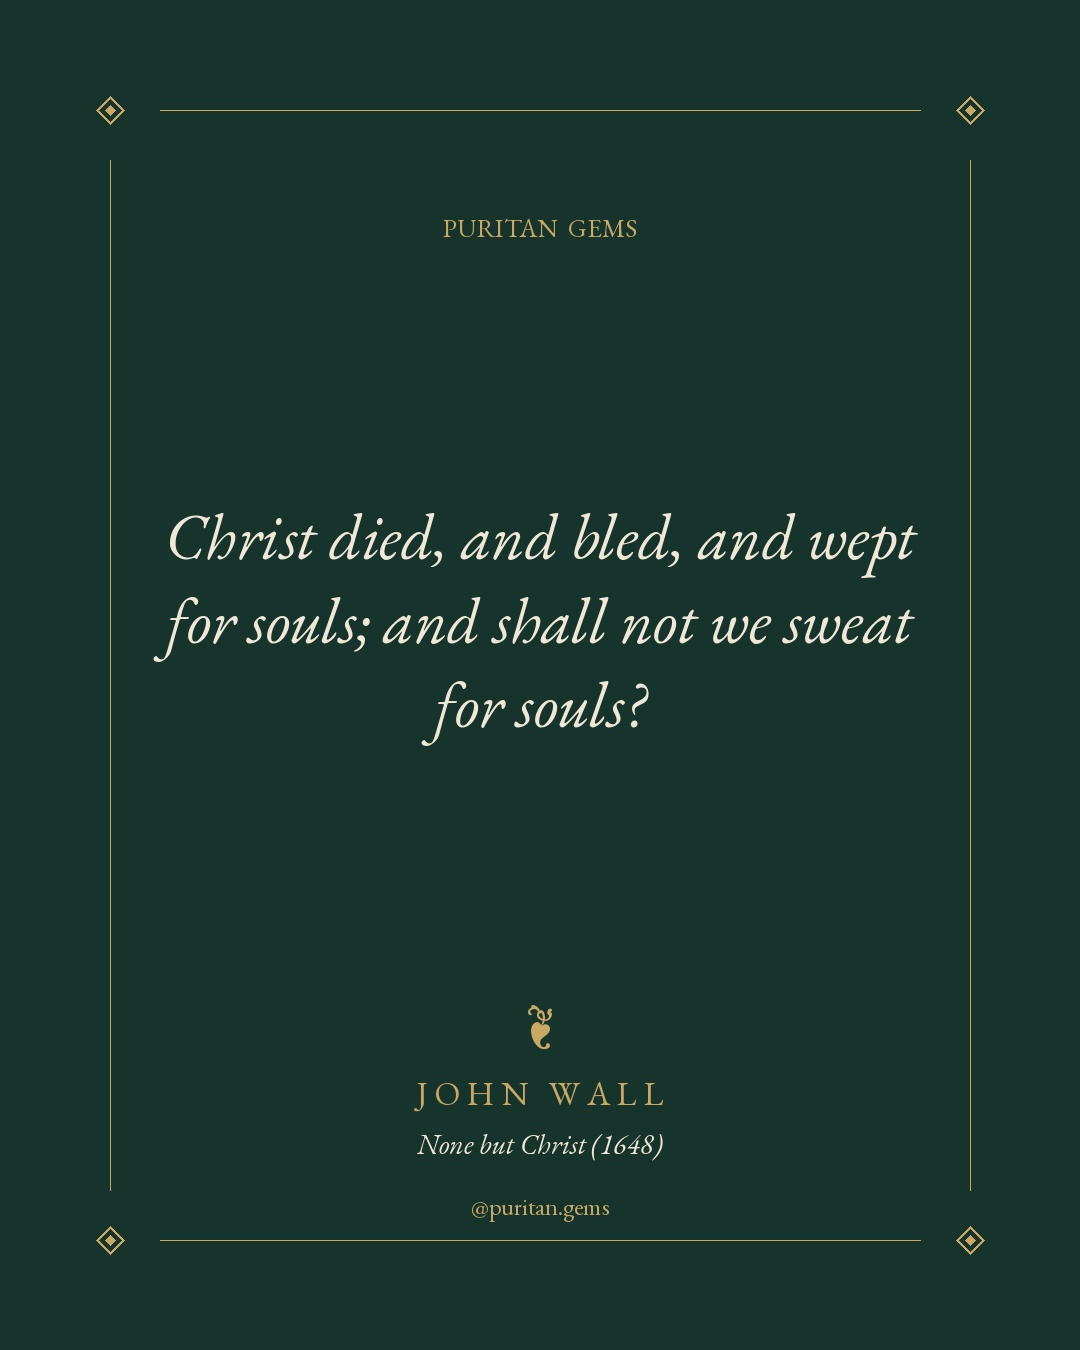 PURITAN GEMS
Christ died, and bled, and wept
for souls; and shall not we sweat
for souls?
JOHN WALL
None but Christ (1648)
@puritan.gems